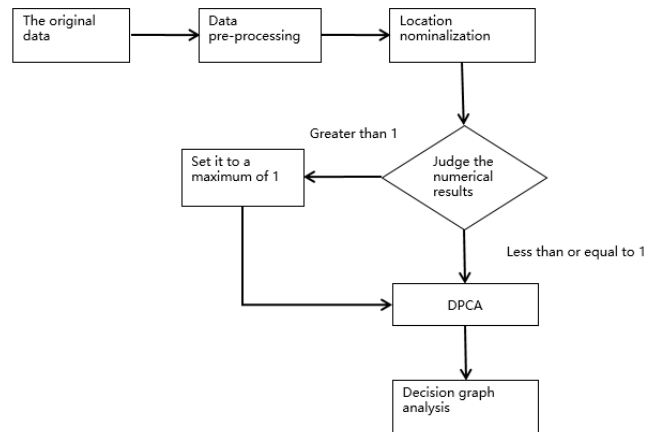 The original
data
Data
pre-processing
Location
nominalization
Greater than 1
Judge the
numerical
results
Set it to a
maximum of 1
Less than or equal to 1
DPCA
Decision graph
analysis